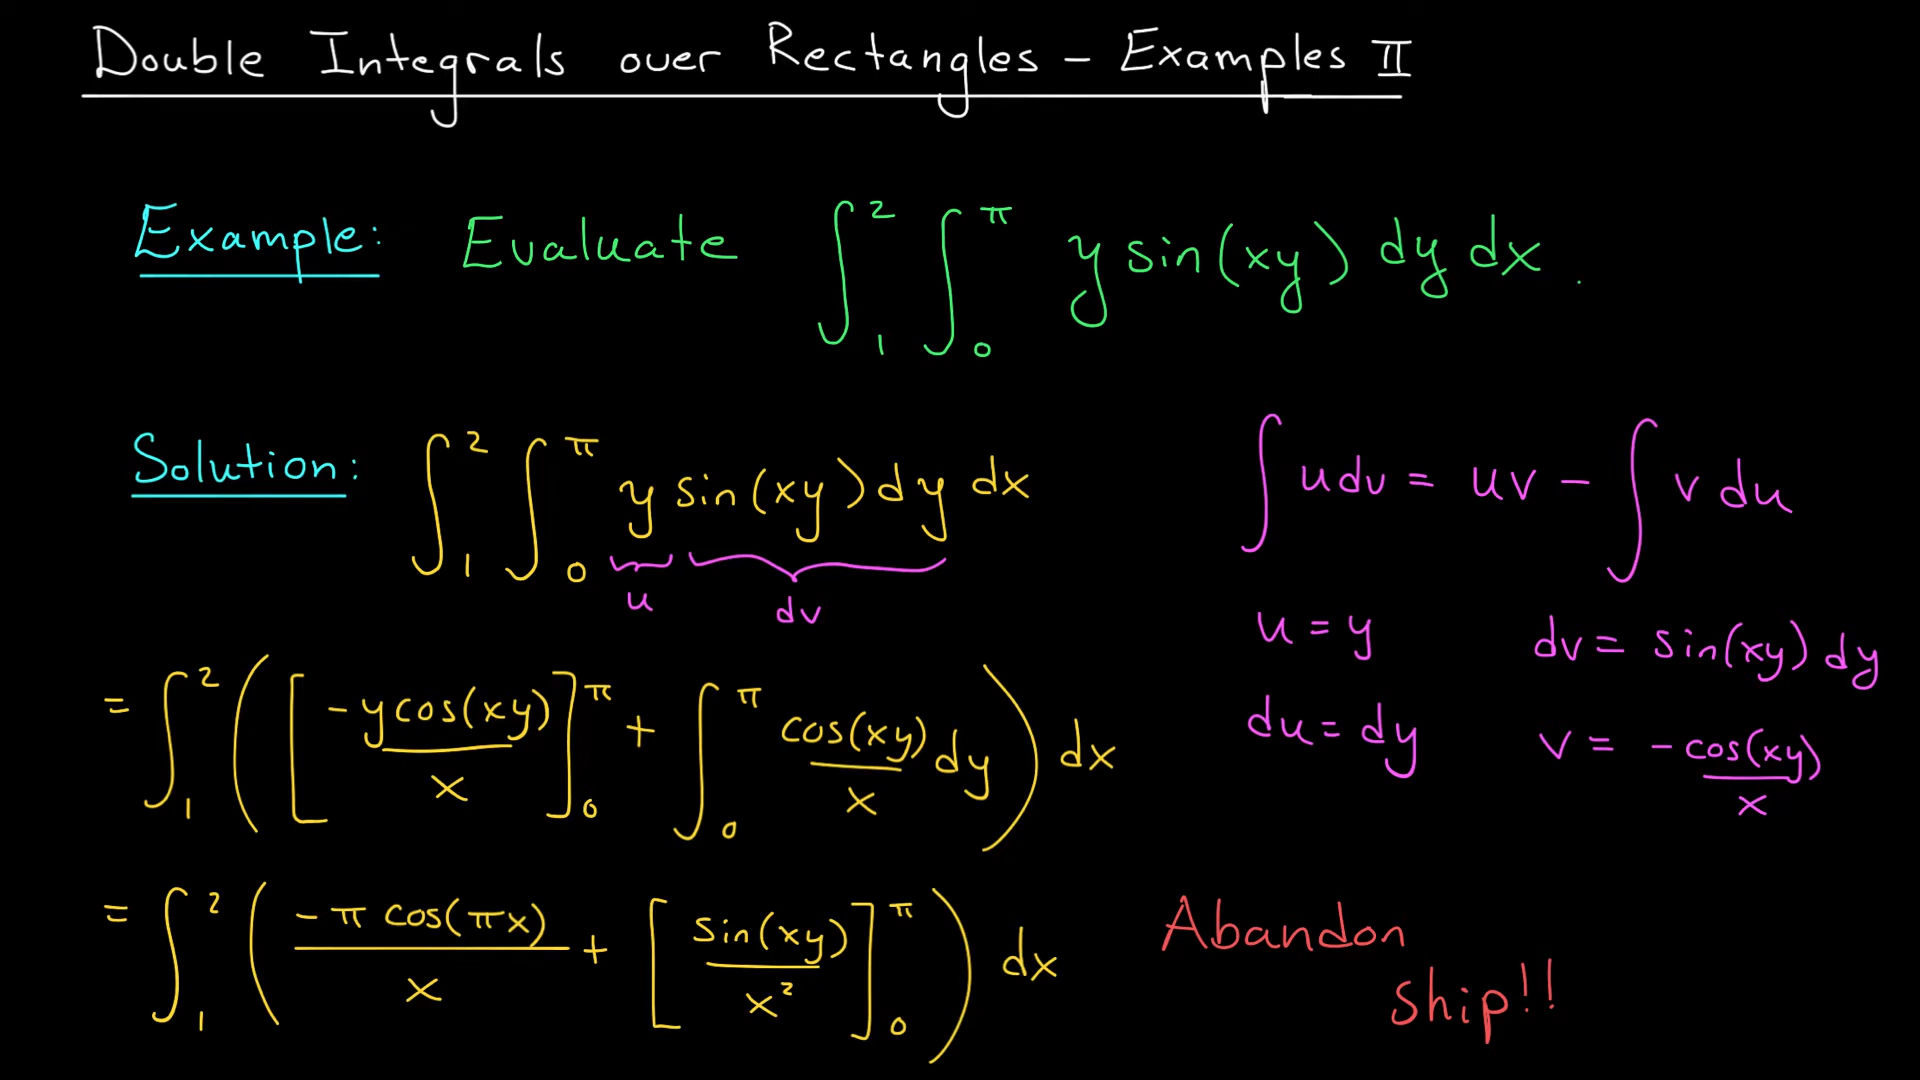 Double Integrals over Rectangles – Examples II
Example: Evaluate ∫₁² ∫₀^π y sin(xy) dy dx.
Solution: ∫₁² ∫₀^π y sin(xy) dy dx
u dv
∫ u dv = uv − ∫ v du
u = y dv = sin(xy) dy
du = dy v = −cos(xy)/x
= ∫₁² ( [ −y cos(xy)/x ]₀^π + ∫₀^π cos(xy)/x dy ) dx
= ∫₁² ( −π cos(πx)/x + [ sin(xy)/x² ]₀^π ) dx
Abandon
Ship!!